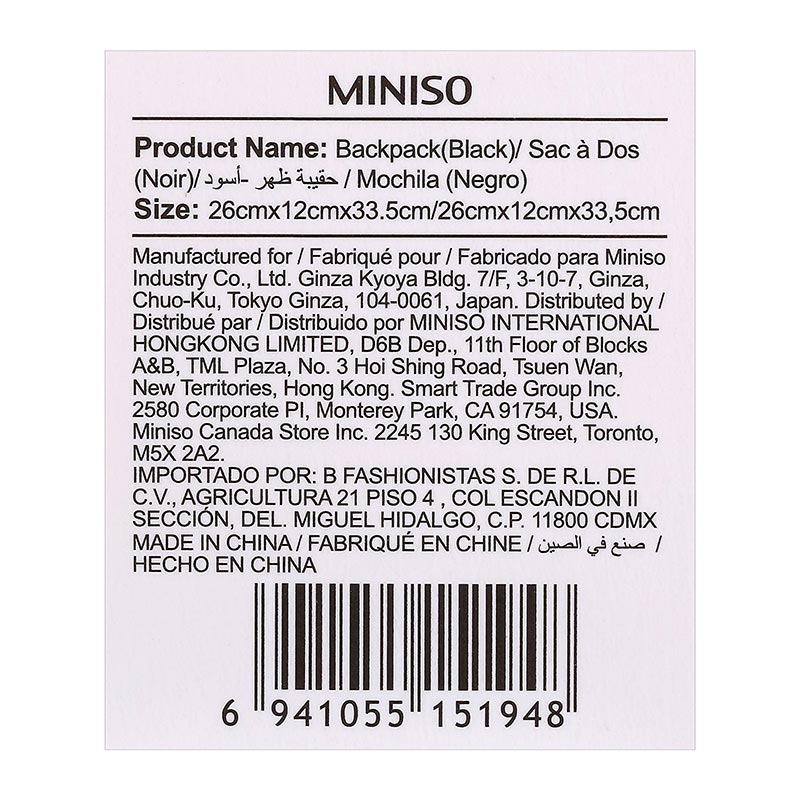 MINISO
Product Name: Backpack(Black)/ Sac à Dos
(Noir)/ حقيبة ظهر -أسود / Mochila (Negro)
Size: 26cmx12cmx33.5cm/26cmx12cmx33,5cm
Manufactured for / Fabriqué pour / Fabricado para Miniso
Industry Co., Ltd. Ginza Kyoya Bldg. 7/F, 3-10-7, Ginza,
Chuo-Ku, Tokyo Ginza, 104-0061, Japan. Distributed by /
Distribué par / Distribuido por MINISO INTERNATIONAL
HONGKONG LIMITED, D6B Dep., 11th Floor of Blocks
A&B, TML Plaza, No. 3 Hoi Shing Road, Tsuen Wan,
New Territories, Hong Kong. Smart Trade Group Inc.
2580 Corporate Pl, Monterey Park, CA 91754, USA.
Miniso Canada Store Inc. 2245 130 King Street, Toronto,
M5X 2A2.
IMPORTADO POR: B FASHIONISTAS S. DE R.L. DE
C.V., AGRICULTURA 21 PISO 4 , COL ESCANDON II
SECCIÓN, DEL. MIGUEL HIDALGO, C.P. 11800 CDMX
MADE IN CHINA / FABRIQUÉ EN CHINE / صنع في الصين /
HECHO EN CHINA
6 941055 151948